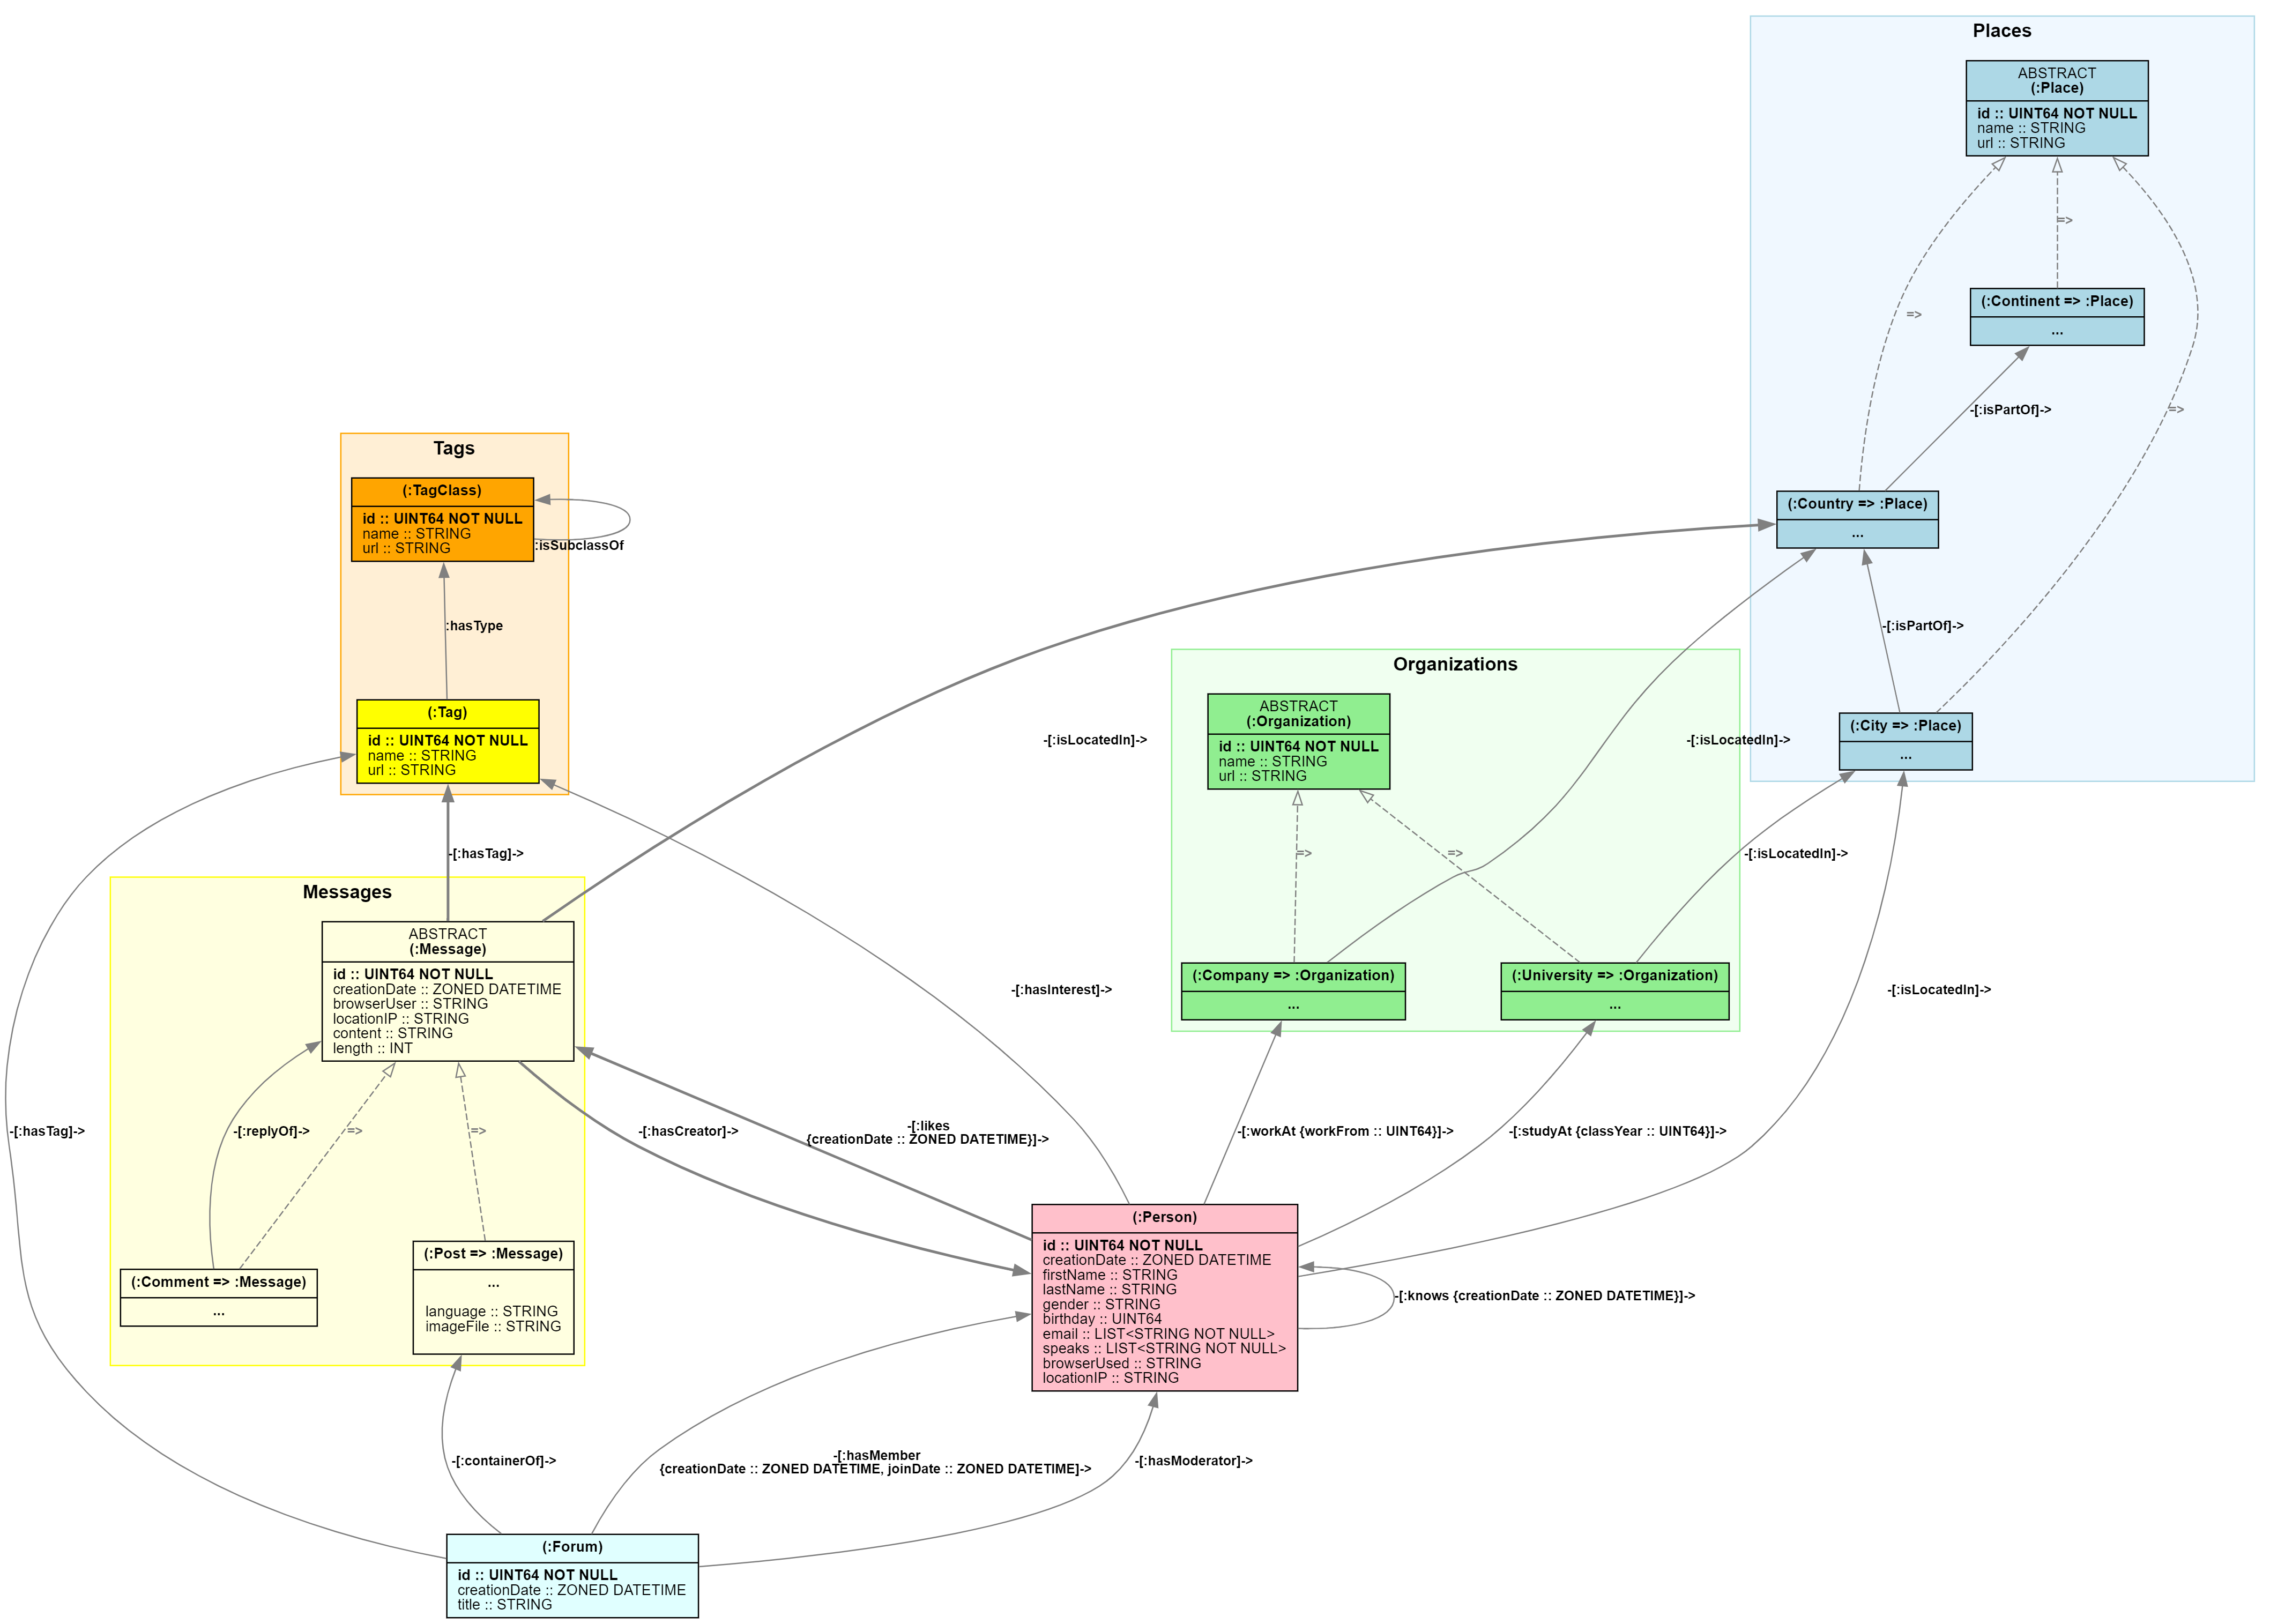 Places
ABSTRACT
(:Place)
id :: UINT64 NOT NULL
name :: STRING
url :: STRING
=>
(:Continent => :Place)
...
=>
-[:isPartOf]->
=>
Tags
(:TagClass)
id :: UINT64 NOT NULL
name :: STRING
url :: STRING
:isSubclassOf
(:Country => :Place)
...
:hasType
-[:isPartOf]->
Organizations
(:Tag)
id :: UINT64 NOT NULL
name :: STRING
url :: STRING
-[:isLocatedIn]->
ABSTRACT
(:Organization)
id :: UINT64 NOT NULL
name :: STRING
url :: STRING
-[:isLocatedIn]->
(:City => :Place)
...
-[:hasTag]->
=>
=>
-[:isLocatedIn]->
Messages
ABSTRACT
(:Message)
id :: UINT64 NOT NULL
creationDate :: ZONED DATETIME
browserUser :: STRING
locationIP :: STRING
content :: STRING
length :: INT
-[:hasInterest]->
(:Company => :Organization)
...
(:University => :Organization)
...
-[:isLocatedIn]->
-[:hasTag]->
-[:replyOf]->
=>
=>
-[:hasCreator]->
-[:likes
{creationDate :: ZONED DATETIME}]->
-[:workAt {workFrom :: UINT64}]->
-[:studyAt {classYear :: UINT64}]->
(:Comment => :Message)
...
(:Post => :Message)
...
language :: STRING
imageFile :: STRING
(:Person)
id :: UINT64 NOT NULL
creationDate :: ZONED DATETIME
firstName :: STRING
lastName :: STRING
gender :: STRING
birthday :: UINT64
email :: LIST<STRING NOT NULL>
speaks :: LIST<STRING NOT NULL>
browserUsed :: STRING
locationIP :: STRING
-[:knows {creationDate :: ZONED DATETIME}]->
-[:containerOf]->
-[:hasMember
{creationDate :: ZONED DATETIME, joinDate :: ZONED DATETIME]->
-[:hasModerator]->
(:Forum)
id :: UINT64 NOT NULL
creationDate :: ZONED DATETIME
title :: STRING